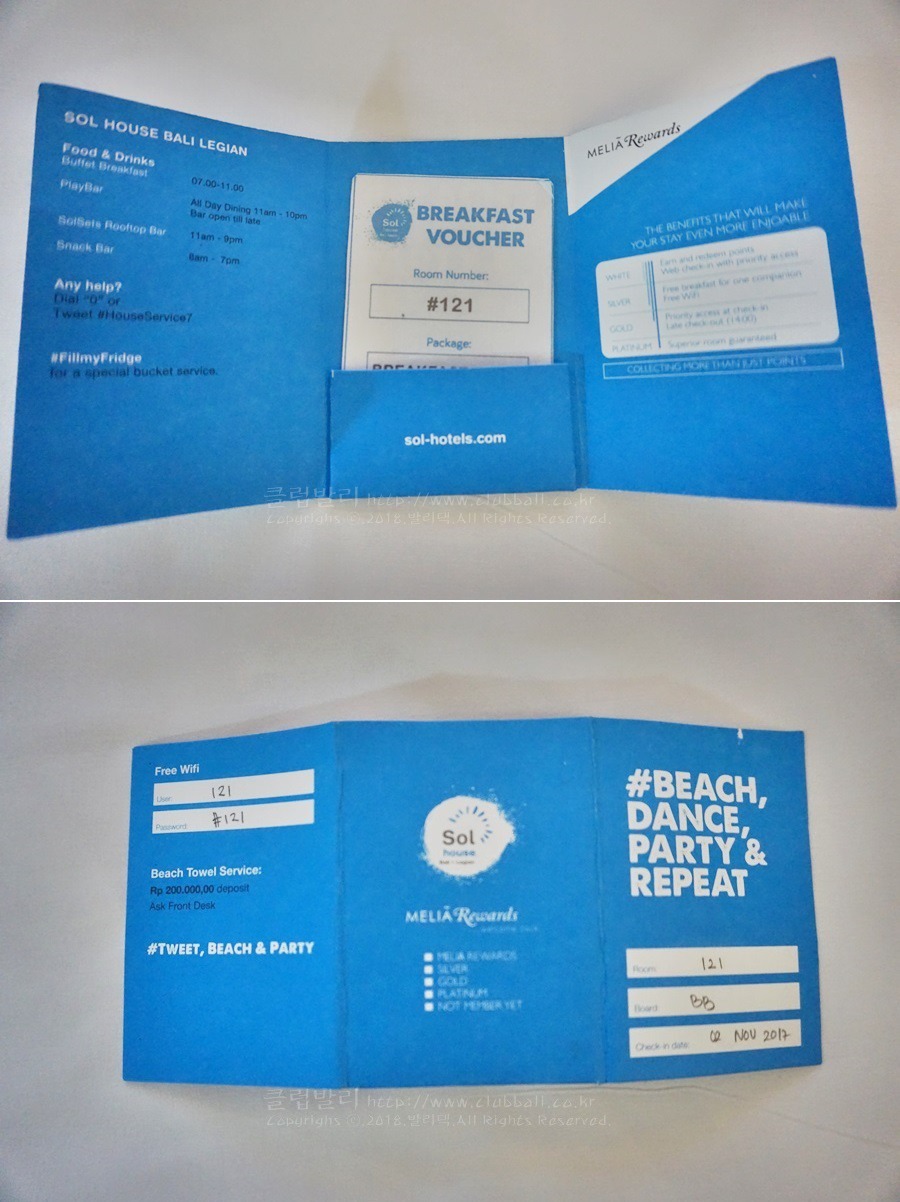 SOL HOUSE BALI LEGIAN
Food & Drinks
Buffet Breakfast 07.00-11.00
PlayBar All Day Dining 11am - 10pm
Bar open till late
SolSets Rooftop Bar 11am - 9pm
Snack Bar 8am - 7pm
Any help?
Dial "0" or
Tweet #HouseService7
#FillmyFridge
for a special bucket service.
Sol
house
BREAKFAST
VOUCHER
Room Number:
#121
Package:
sol-hotels.com
MELIÃ Rewards
THE BENEFITS THAT WILL MAKE
YOUR STAY EVEN MORE ENJOYABLE
WHITE Earn and redeem points
Web check-in with priority access
SILVER Free breakfast for one companion
Free WiFi
GOLD Priority access at check-in
Late check-out (14:00)
PLATINUM Superior room guaranteed
COLLECTING MORE THAN JUST POINTS
클럽발리 http://www.clubbali.co.kr
Copyright ⓒ 2018.발리택.All Rights Reserved.
Free Wifi
User: 121
Password: #121
Beach Towel Service:
Rp 200.000,00 deposit
Ask Front Desk
#TWEET, BEACH & PARTY
Sol
house
Bali - Legian
MELIÃ Rewards
MELIÃ REWARDS
SILVER
GOLD
PLATINUM
NOT MEMBER YET
#BEACH,
DANCE,
PARTY &
REPEAT
Room: 121
Board: BB
Check-in date: 02 NOV 2017
클럽발리 http://www.clubbali.co.kr
Copyright ⓒ 2018.발리택.All Rights Reserved.